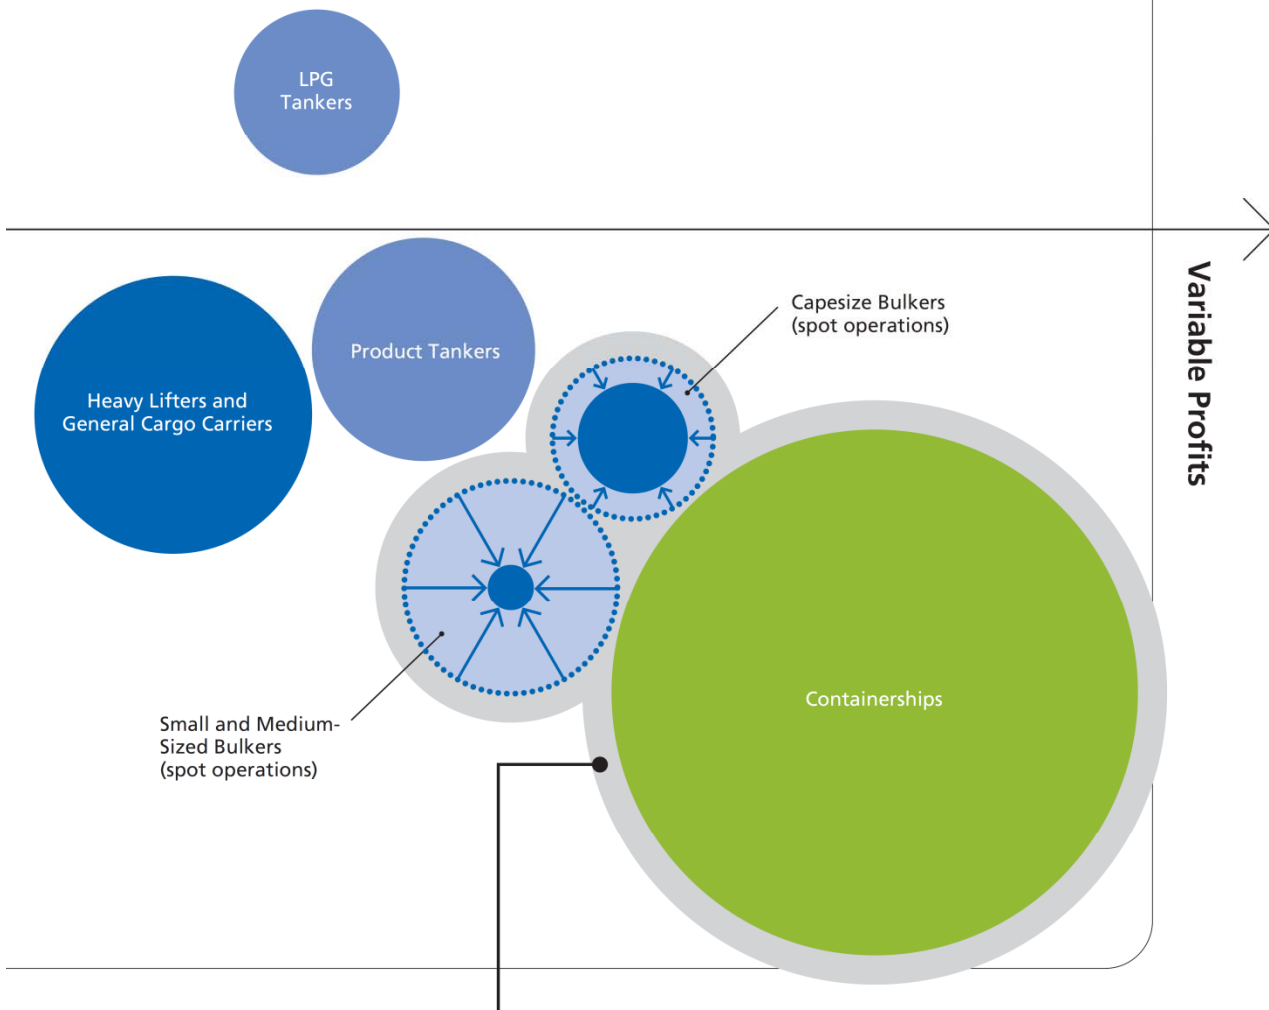 LPG
Tankers
Variable Profits
Capesize Bulkers
(spot operations)
Product Tankers
Heavy Lifters and
General Cargo Carriers
Containerships
Small and Medium-
Sized Bulkers
(spot operations)